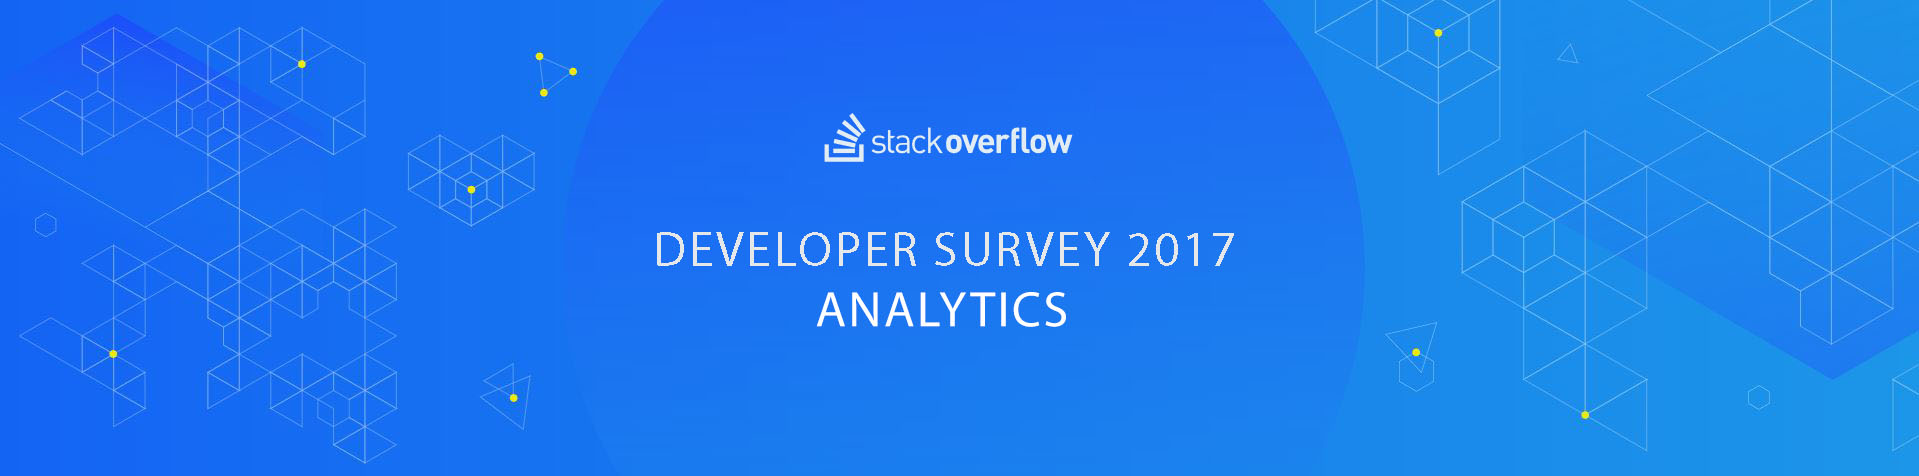 stackoverflow
DEVELOPER SURVEY 2017
ANALYTICS